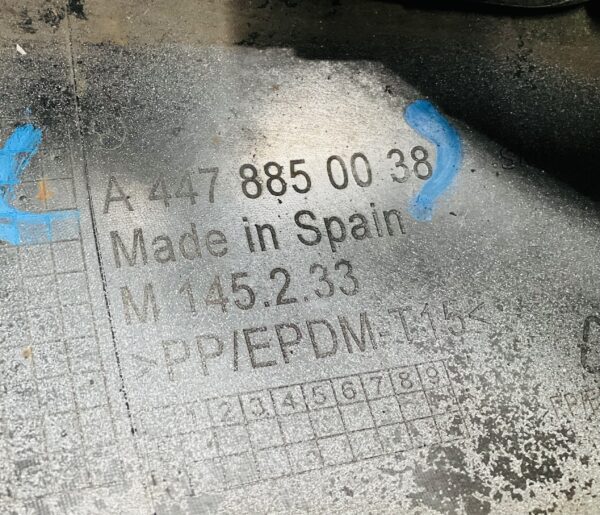 A 447 885 00 38
Made in Spain
M 145.2.33
>PP/EPDM-T15<
1 2 3 4 5 6 7 8 9